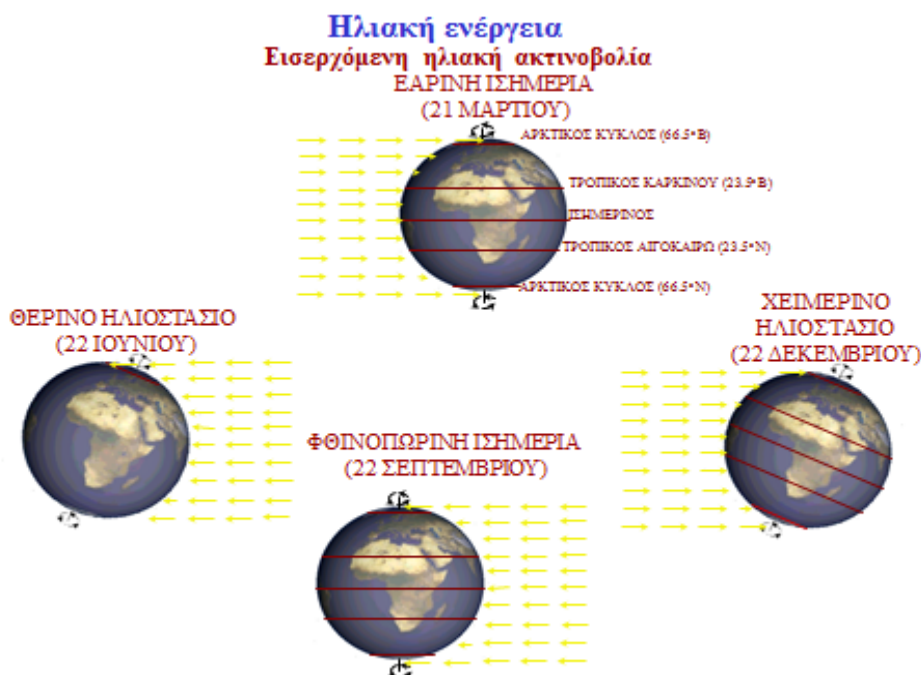 Ηλιακή ενέργεια
Εισερχόμενη ηλιακή ακτινοβολία
ΕΑΡΙΝΗ ΙΣΗΜΕΡΙΑ
(21 ΜΑΡΤΙΟΥ)
ΑΡΚΤΙΚΟΣ ΚΥΚΛΟΣ (66.5°Β)
ΤΡΟΠΙΚΟΣ ΚΑΡΚΙΝΟΥ (23.5°Β)
ΙΣΗΜΕΡΙΝΟΣ
ΤΡΟΠΙΚΟΣ ΑΙΓΟΚΑΙΡΩ (23.5°Ν)
ΑΡΚΤΙΚΟΣ ΚΥΚΛΟΣ (66.5°Ν)
ΘΕΡΙΝΟ ΗΛΙΟΣΤΑΣΙΟ
(22 ΙΟΥΝΙΟΥ)
ΧΕΙΜΕΡΙΝΟ
ΗΛΙΟΣΤΑΣΙΟ
(22 ΔΕΚΕΜΒΡΙΟΥ)
ΦΘΙΝΟΠΩΡΙΝΗ ΙΣΗΜΕΡΙΑ
(22 ΣΕΠΤΕΜΒΡΙΟΥ)